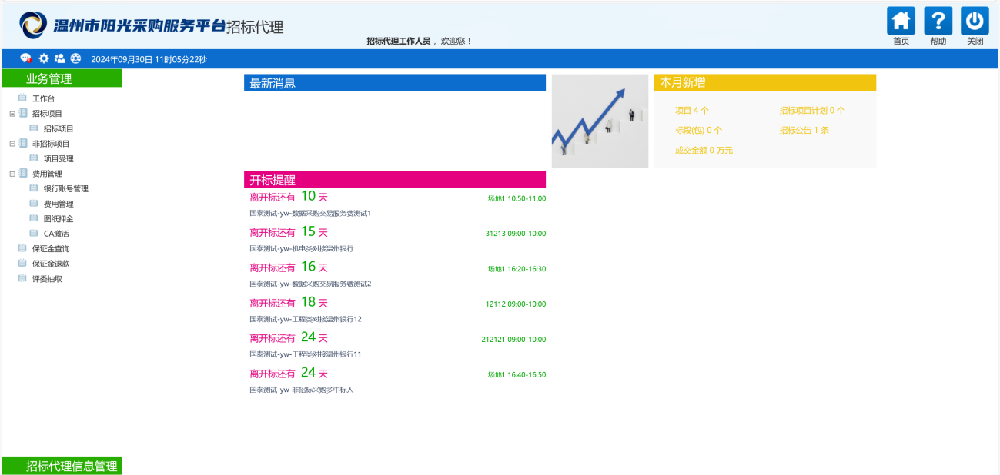 温州市阳光采购服务平台招标代理
招标代理工作人员， 欢迎您！
首页 帮助 关闭
2024年09月30日 11时05分22秒
业务管理
工作台
招标项目
招标项目
非招标项目
项目受理
费用管理
银行账号管理
费用管理
图纸押金
CA激活
保证金查询
保证金退款
评委抽取
招标代理信息管理
最新消息
开标提醒
离开标还有 10 天 场地1 10:50-11:00
国泰测试-yw-数据采购交易服务费测试1
离开标还有 15 天 31213 09:00-10:00
国泰测试-yw-机电类对接温州银行
离开标还有 16 天 场地1 16:20-16:30
国泰测试-yw-数据采购交易服务费测试2
离开标还有 18 天 12112 09:00-10:00
国泰测试-yw-工程类对接温州银行12
离开标还有 24 天 212121 09:00-10:00
国泰测试-yw-工程类对接温州银行11
离开标还有 24 天 场地1 16:40-16:50
国泰测试-yw-非招标采购多中标人
本月新增
项目 4 个 招标项目计划 0 个
标段(包) 0 个 招标公告 1 条
成交金额 0 万元